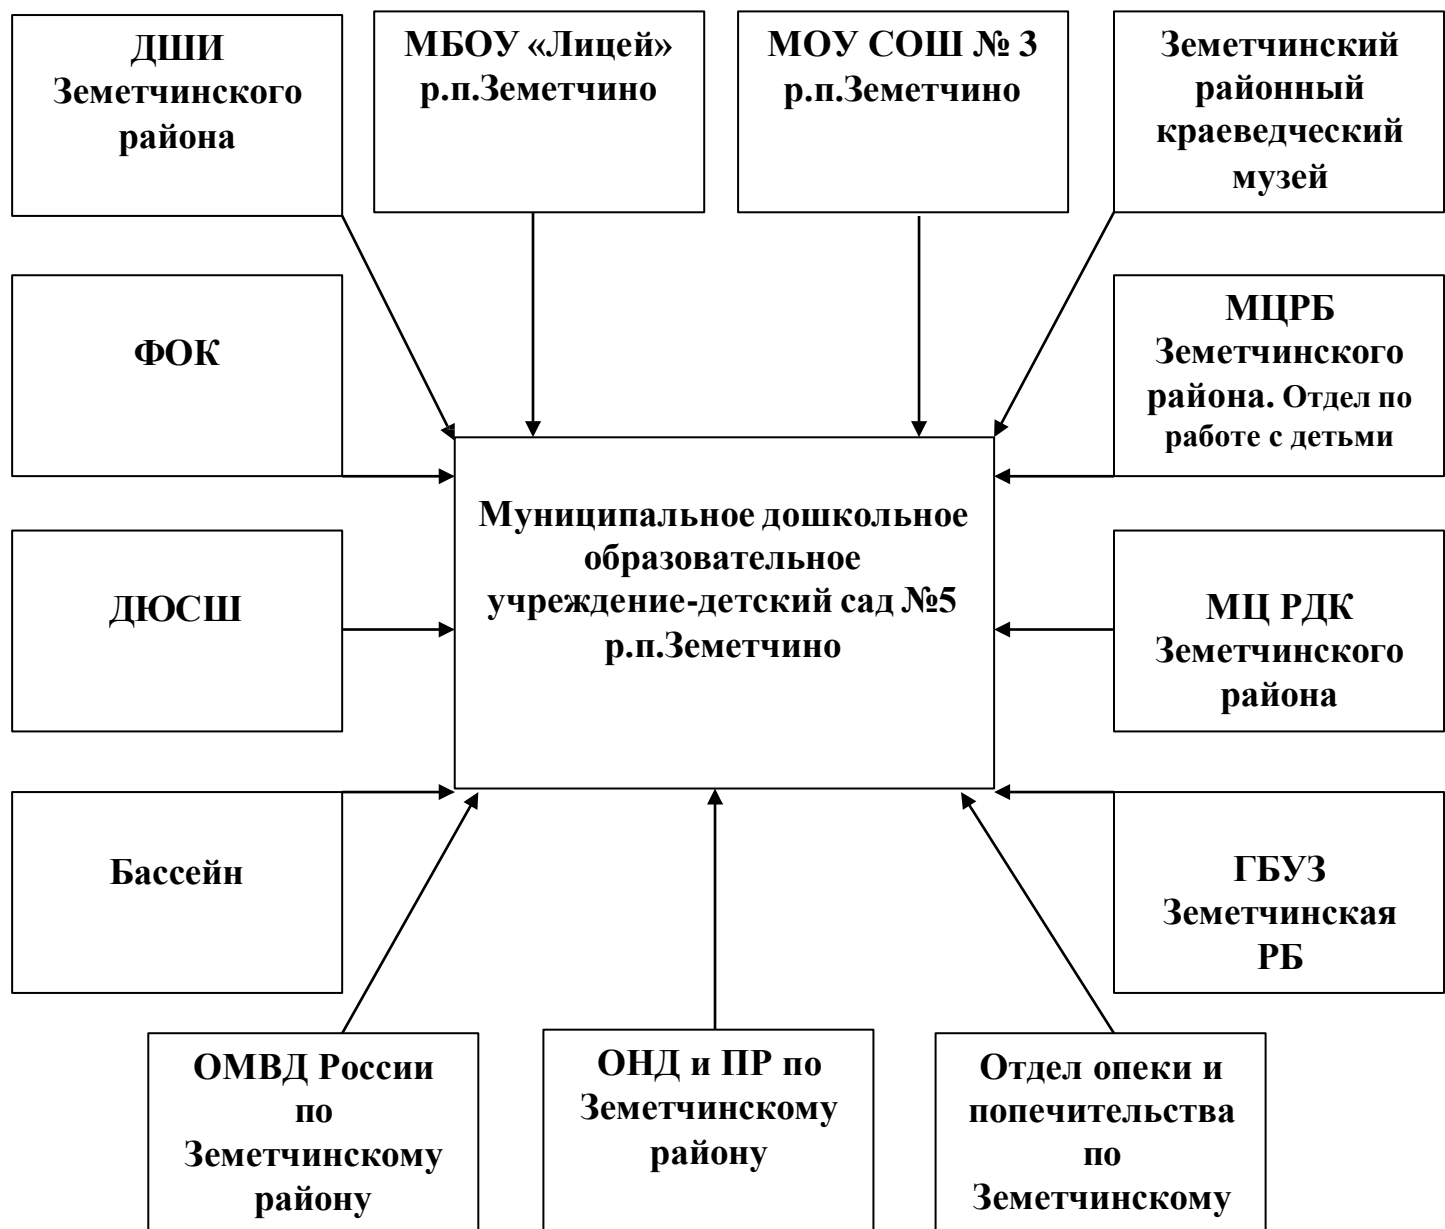 ДШИ
Земетчинского
района
МБОУ «Лицей»
р.п.Земетчино
МОУ СОШ № 3
р.п.Земетчино
Земетчинский
районный
краеведческий
музей
ФОК
МЦРБ
Земетчинского
района. Отдел по
работе с детьми
Муниципальное дошкольное
образовательное
учреждение-детский сад №5
р.п.Земетчино
ДЮСШ
МЦ РДК
Земетчинского
района
Бассейн
ГБУЗ
Земетчинская
РБ
ОМВД России
по
Земетчинскому
району
ОНД и ПР по
Земетчинскому
району
Отдел опеки и
попечительства
по
Земетчинскому